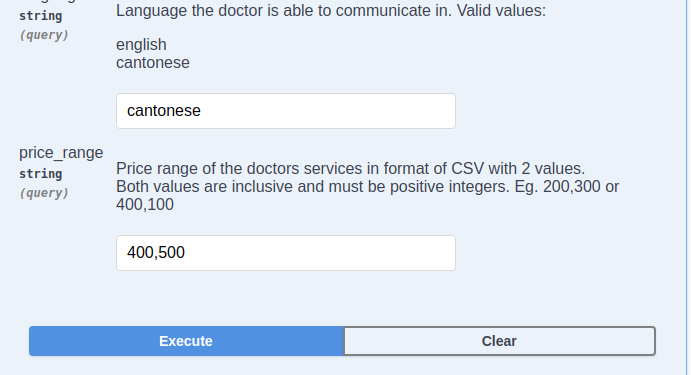 Language the doctor is able to communicate in. Valid values:
string
(query)
english
cantonese
cantonese
price_range
string
(query)
Price range of the doctors services in format of CSV with 2 values.
Both values are inclusive and must be positive integers. Eg. 200,300 or
400,100
400,500
Execute
Clear